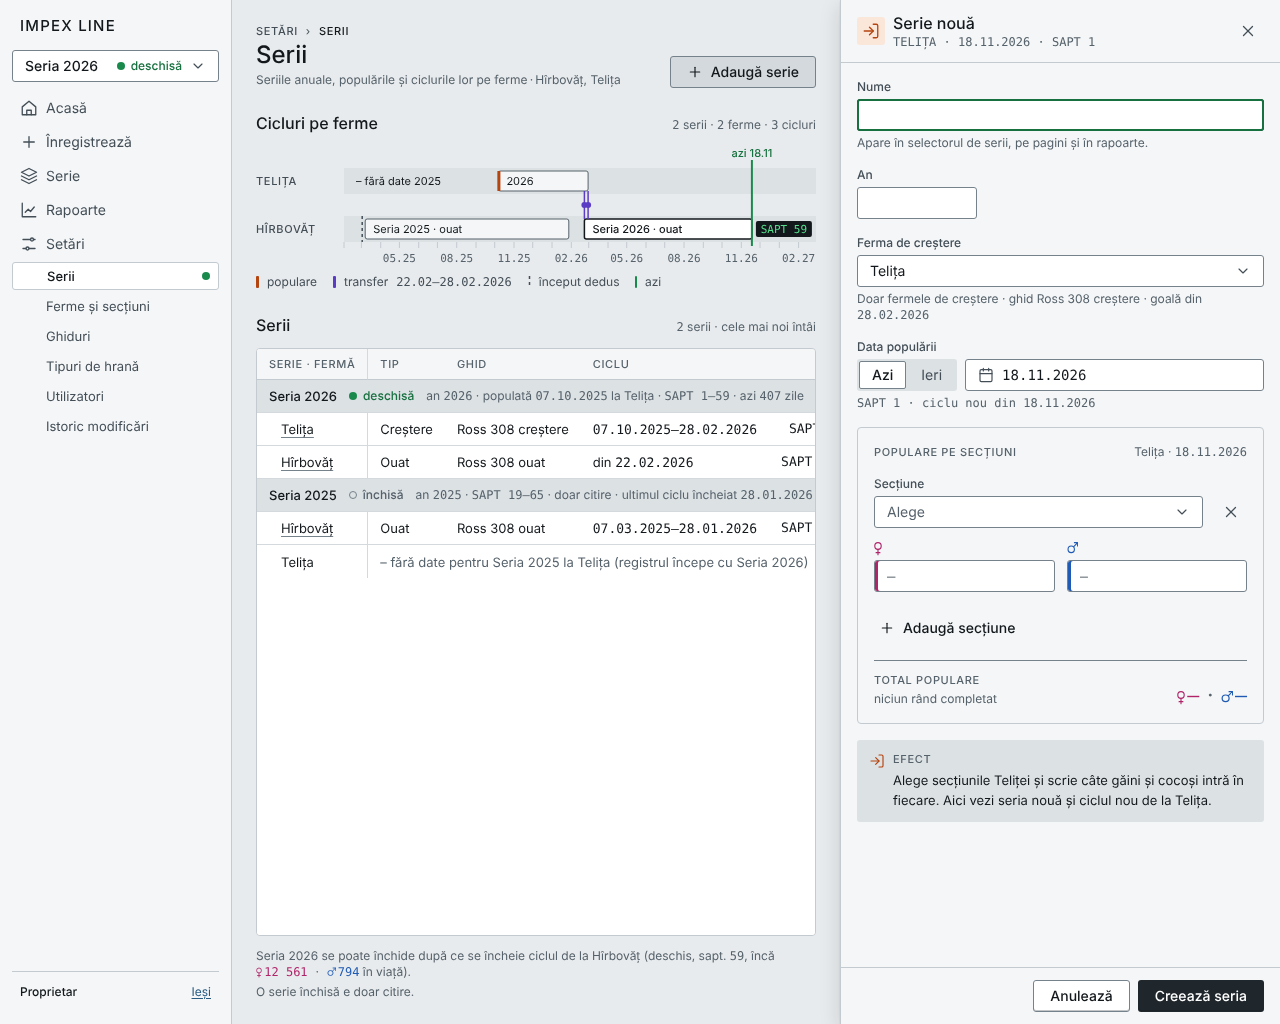 IMPEX LINE
Seria 2026 deschisă
Acasă
Înregistrează
Serie
Rapoarte
Setări
Serii
Ferme și secțiuni
Ghiduri
Tipuri de hrană
Utilizatori
Istoric modificări
Proprietar Ieși
SETĂRI › SERII
Serii
Seriile anuale, populările și ciclurile lor pe ferme · Hîrbovăț, Telița
Adaugă serie
Cicluri pe ferme 2 serii · 2 ferme · 3 cicluri
azi 18.11
TELIȚA – fără date 2025 2026
HÎRBOVĂȚ Seria 2025 · ouat Seria 2026 · ouat SAPT 59
05.25 08.25 11.25 02.26 05.26 08.26 11.26 02.27
populare transfer 22.02–28.02.2026 început dedus azi
Serii 2 serii · cele mai noi întâi
SERIE · FERMĂ TIP GHID CICLU
Seria 2026 deschisă an 2026 · populată 07.10.2025 la Telița · SAPT 1–59 · azi 407 zile
Telița Creștere Ross 308 creștere 07.10.2025–28.02.2026 SAPT
Hîrbovăț Ouat Ross 308 ouat din 22.02.2026 SAPT
Seria 2025 închisă an 2025 · SAPT 19–65 · doar citire · ultimul ciclu încheiat 28.01.2026
Hîrbovăț Ouat Ross 308 ouat 07.03.2025–28.01.2026 SAPT
Telița – fără date pentru Seria 2025 la Telița (registrul începe cu Seria 2026)
Seria 2026 se poate închide după ce se încheie ciclul de la Hîrbovăț (deschis, sapt. 59, încă
♀12 561 · ♂794 în viață).
O serie închisă e doar citire.
Serie nouă
TELIȚA · 18.11.2026 · SAPT 1
Nume
Apare în selectorul de serii, pe pagini și în rapoarte.
An
Ferma de creștere
Telița
Doar fermele de creștere · ghid Ross 308 creștere · goală din
28.02.2026
Data populării
Azi Ieri 18.11.2026
SAPT 1 · ciclu nou din 18.11.2026
POPULARE PE SECȚIUNI Telița · 18.11.2026
Secțiune
Alege
♀ ♂
– –
Adaugă secțiune
TOTAL POPULARE
niciun rând completat ♀— · ♂—
EFECT
Alege secțiunile Teliței și scrie câte găini și cocoși intră în
fiecare. Aici vezi seria nouă și ciclul nou de la Telița.
Anulează Creează seria